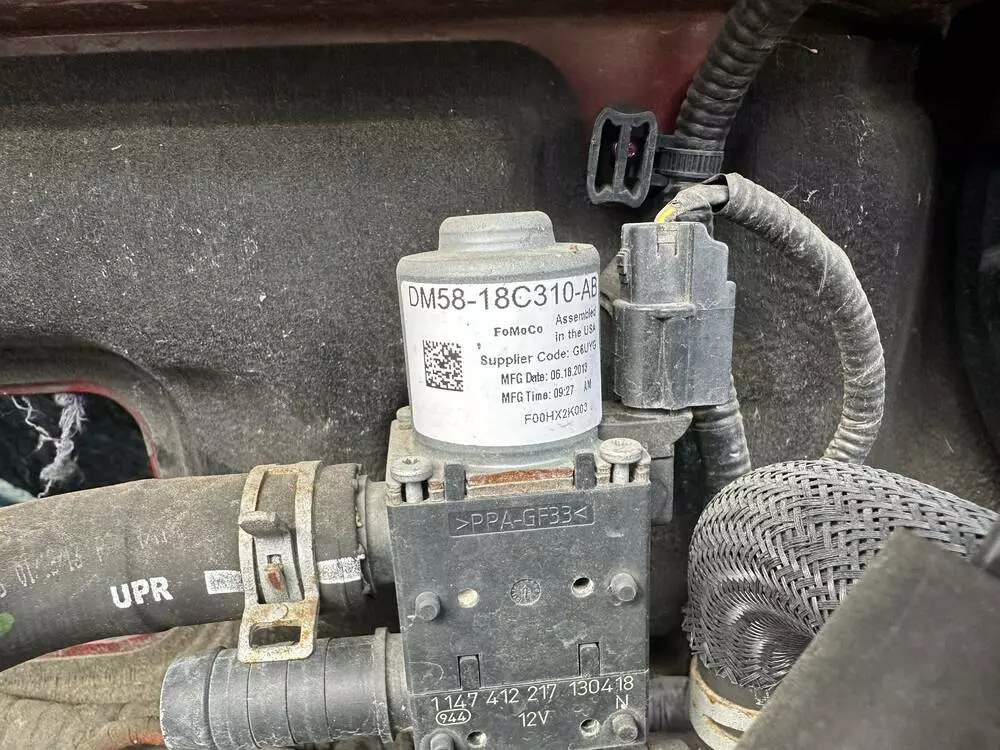 DM58-18C310-AB
FoMoCo
Assembled
in the USA
Supplier Code: G6UYG
MFG Date: 06.18.2013
MFG Time: 09:27 AM
F00HX2K003
>PPA-GF33<
UPR
1 147 412 217 130418
944 12V N